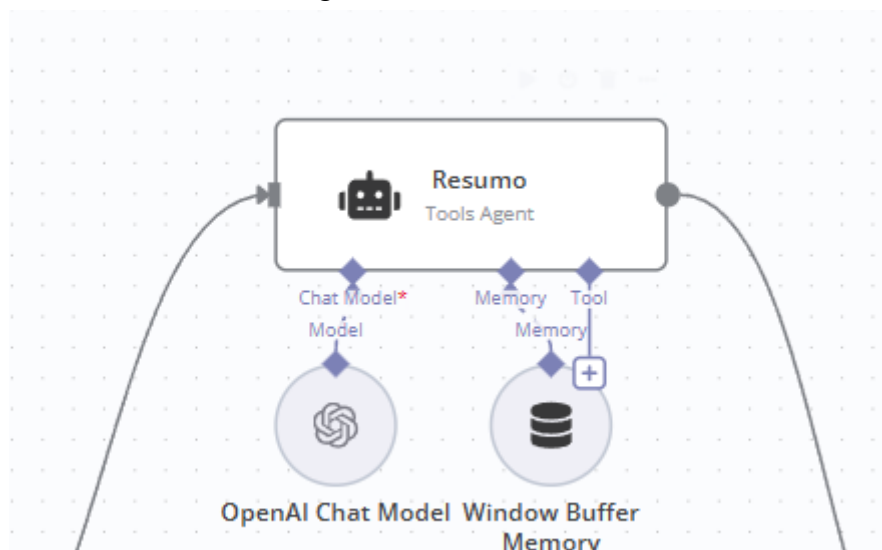 Resumo
Tools Agent
Chat Model*
Memory
Tool
Model
Memory
OpenAI Chat Model
Window Buffer
Memory